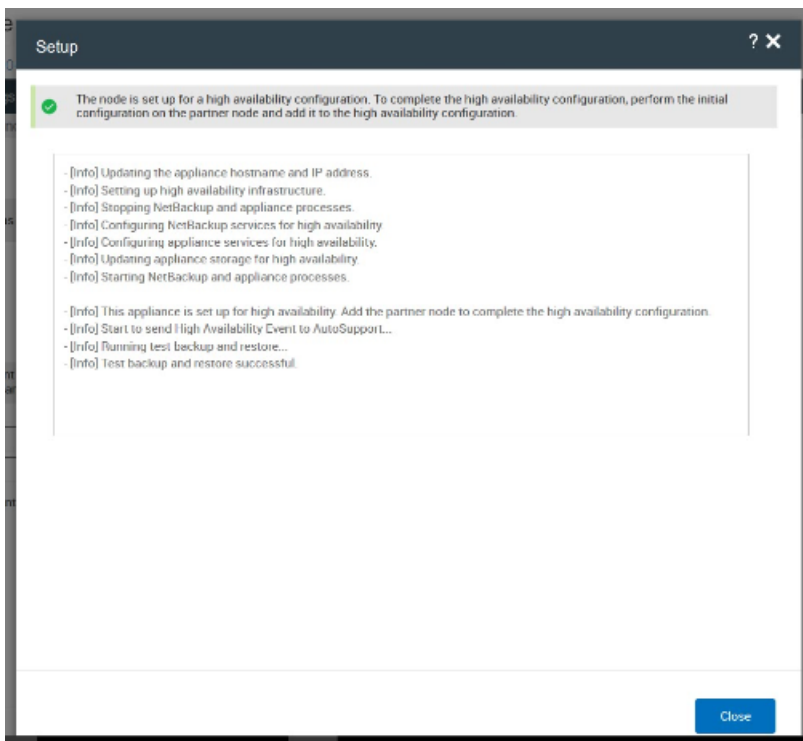 Setup
?
The node is set up for a high availability configuration. To complete the high availability configuration, perform the initial
configuration on the partner node and add it to the high availability configuration.
- [Info] Updating the appliance hostname and IP address.
- [Info] Setting up high availability infrastructure.
- [Info] Stopping NetBackup and appliance processes.
- [Info] Configuring NetBackup services for high availability
- [Info] Configuring appliance services for high availability.
- [Info] Updating appliance storage for high availability.
- [Info] Starting NetBackup and appliance processes.
- [Info] This appliance is set up for high availability. Add the partner node to complete the high availability configuration.
- [Info] Start to send High Availability Event to AutoSupport...
- [Info] Running test backup and restore...
- [Info] Test backup and restore successful.
Close